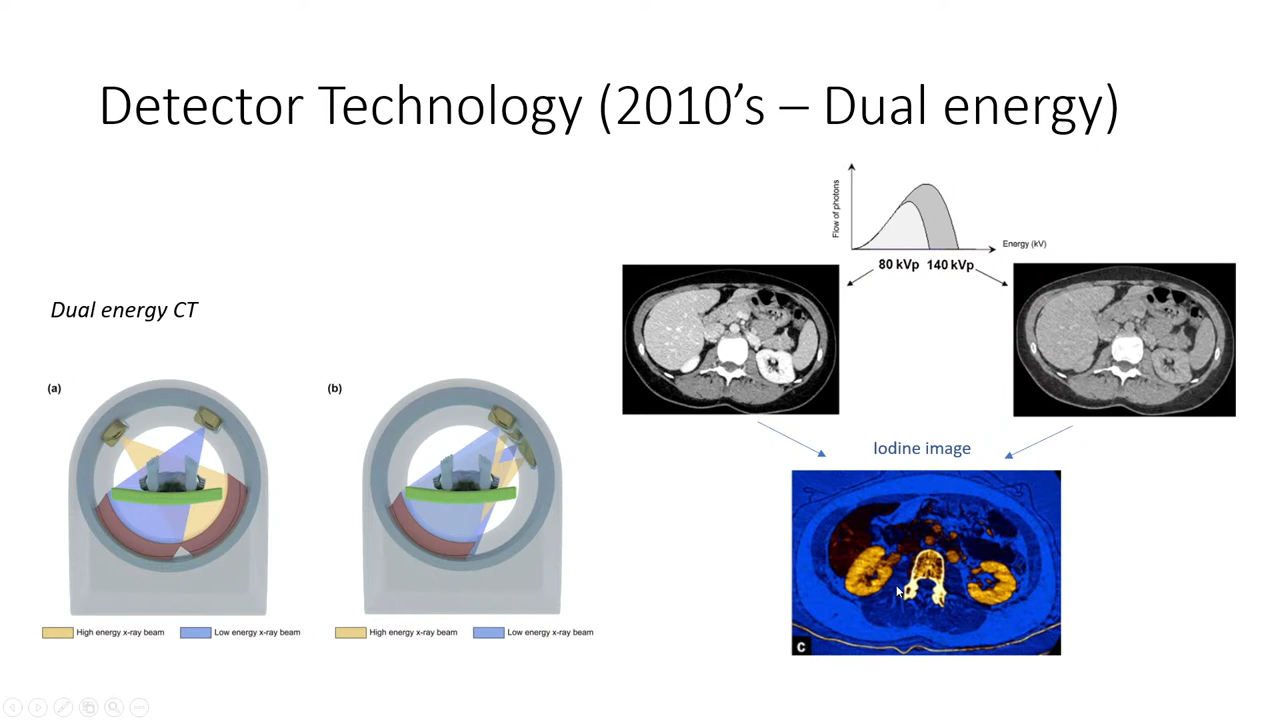 Detector Technology (2010’s – Dual energy)
Flow of photons
Energy (kV)
80 kVp 140 kVp
Dual energy CT
(a)
(b)
Iodine image
C
High energy x-ray beam
Low energy x-ray beam
High energy x-ray beam
Low energy x-ray beam